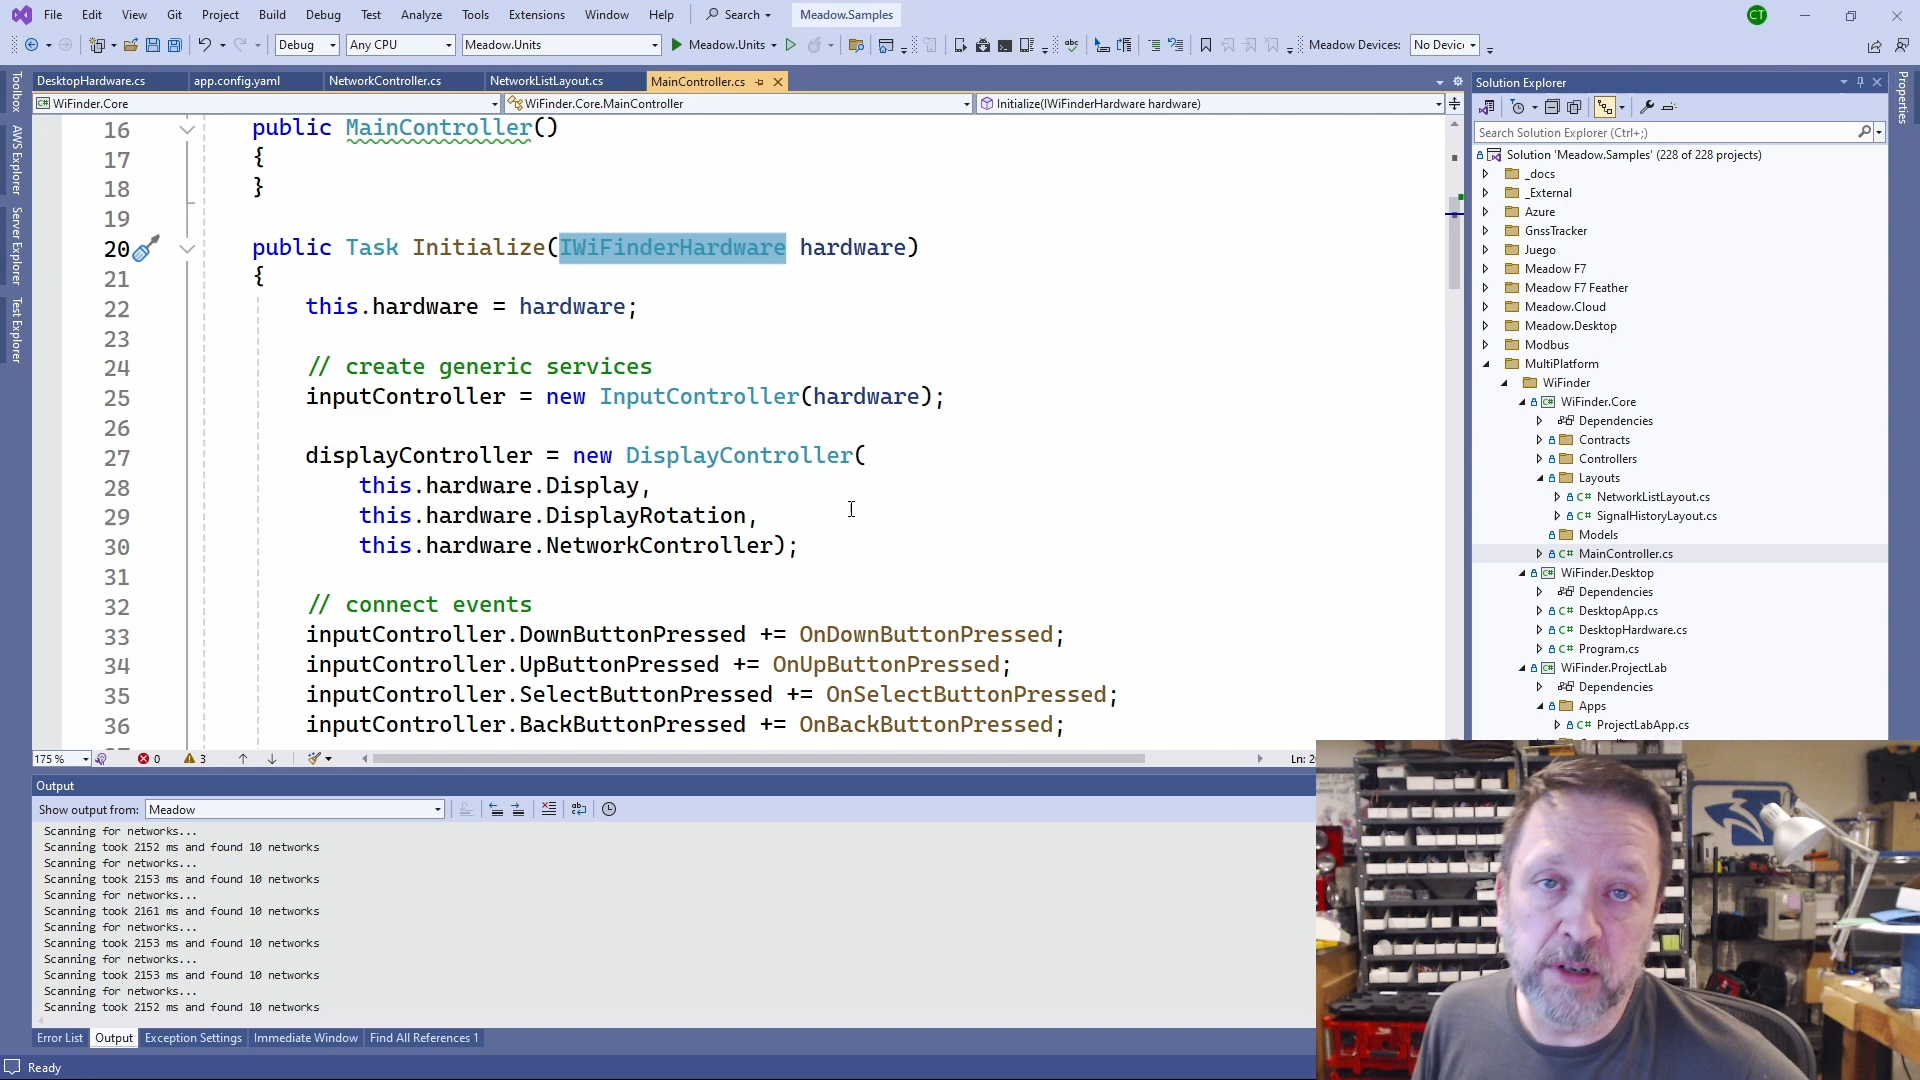 File Edit View Git Project Build Debug Test Analyze Tools Extensions Window Help Search Meadow.Samples CT
Debug Any CPU Meadow.Units Meadow.Units Meadow Devices: No Devic
DesktopHardware.cs app.config.yaml NetworkController.cs NetworkListLayout.cs MainController.cs
WiFinder.Core WiFinder.Core.MainController Initialize(IWiFinderHardware hardware)
Toolbox
AWS Explorer
Server Explorer
Test Explorer
16 public MainController()
17 {
18 }
19
20 public Task Initialize(IWiFinderHardware hardware)
21 {
22 this.hardware = hardware;
23
24 // create generic services
25 inputController = new InputController(hardware);
26
27 displayController = new DisplayController(
28 this.hardware.Display,
29 this.hardware.DisplayRotation,
30 this.hardware.NetworkController);
31
32 // connect events
33 inputController.DownButtonPressed += OnDownButtonPressed;
34 inputController.UpButtonPressed += OnUpButtonPressed;
35 inputController.SelectButtonPressed += OnSelectButtonPressed;
36 inputController.BackButtonPressed += OnBackButtonPressed;
175 % 0 3 Ln: 2
Output
Show output from: Meadow
Scanning for networks...
Scanning took 2152 ms and found 10 networks
Scanning for networks...
Scanning took 2153 ms and found 10 networks
Scanning for networks...
Scanning took 2161 ms and found 10 networks
Scanning for networks...
Scanning took 2153 ms and found 10 networks
Scanning for networks...
Scanning took 2153 ms and found 10 networks
Scanning for networks...
Scanning took 2152 ms and found 10 networks
Error List Output Exception Settings Immediate Window Find All References 1
Ready
Solution Explorer
Search Solution Explorer (Ctrl+;)
Solution 'Meadow.Samples' (228 of 228 projects)
_docs
_External
Azure
GnssTracker
Juego
Meadow F7
Meadow F7 Feather
Meadow.Cloud
Meadow.Desktop
Modbus
MultiPlatform
WiFinder
C# WiFinder.Core
Dependencies
Contracts
Controllers
Layouts
C# NetworkListLayout.cs
C# SignalHistoryLayout.cs
Models
C# MainController.cs
C# WiFinder.Desktop
Dependencies
C# DesktopApp.cs
C# DesktopHardware.cs
C# Program.cs
C# WiFinder.ProjectLab
Dependencies
Apps
C# ProjectLabApp.cs
Properties